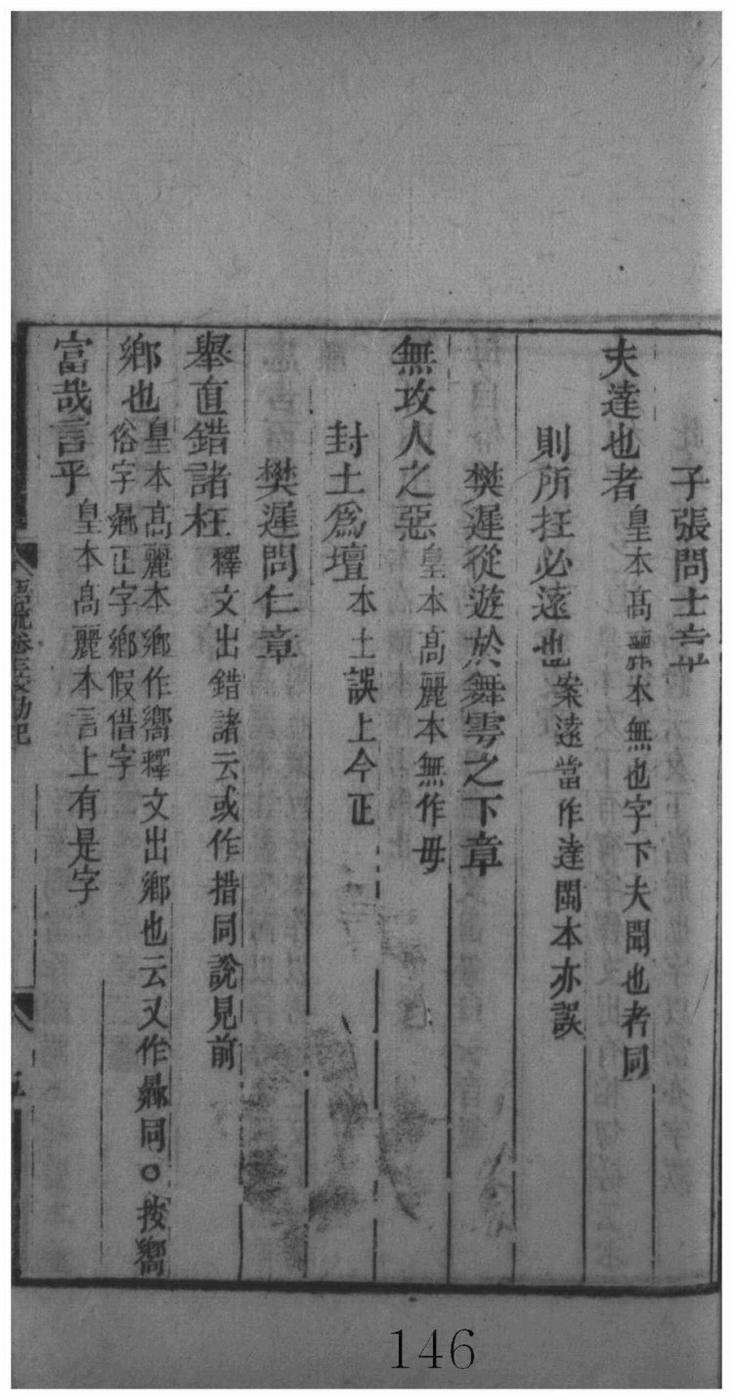 子張問士章
夫達也者皇本高麗本無也字下夫聞也者同
則所抂必遠也案遠當作達閩本亦誤
樊遲從遊於舞雩之下章
無攻人之惡皇本高麗本無作毋
封土爲壇本土誤上今正
樊遲問仁章
舉直錯諸枉釋文出錯諸云或作措同說見前
鄉也皇本高麗本鄉作嚮釋文出鄉也云又作曏同○按嚮
俗字曏正字鄉假借字
富哉言乎皇本高麗本言上有是字
146